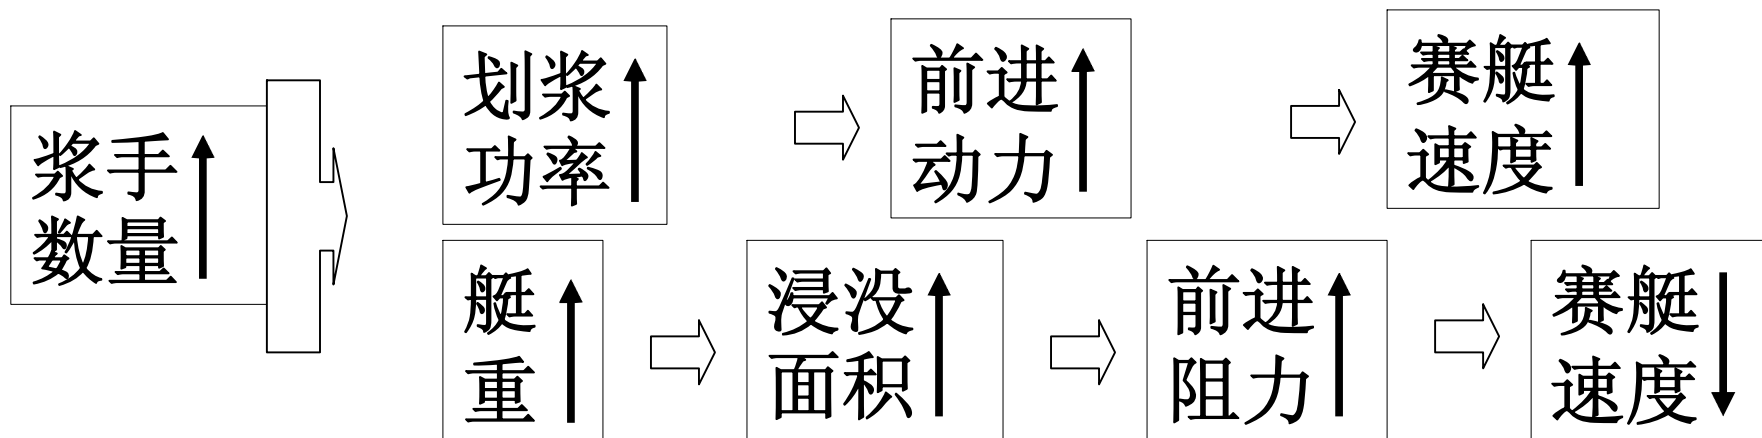 浆手
数量
划浆
功率
前进
动力
赛艇
速度
艇
重
浸没
面积
前进
阻力
赛艇
速度